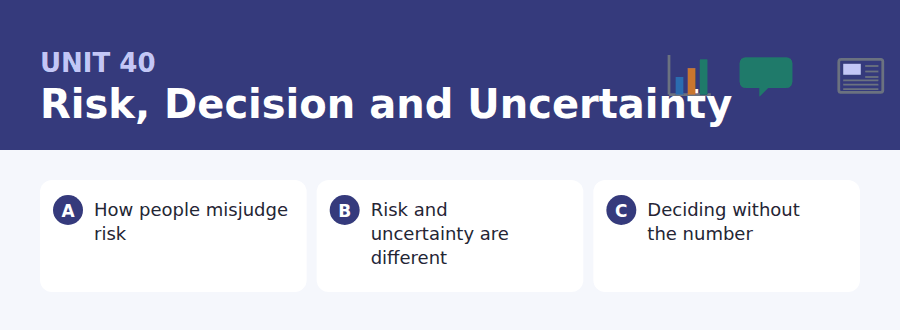 UNIT 40
Risk, Decision and Uncertainty
A
How people misjudge
risk
B
Risk and
uncertainty are
different
C
Deciding without
the number